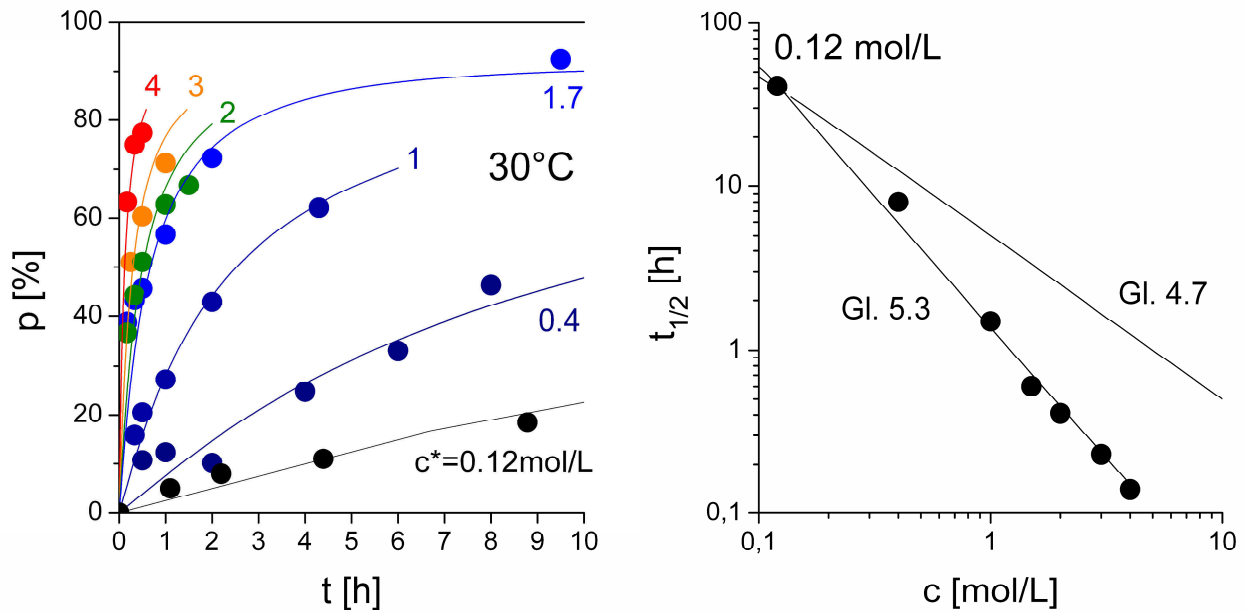 100
80
60
40
20
0
p [%]
4
3
2
1.7
1
30°C
0.4
c*=0.12mol/L
0 1 2 3 4 5 6 7 8 9 10
t [h]
100
10
1
0,1
t1/2 [h]
0.12 mol/L
Gl. 4.7
Gl. 5.3
0,1 1 10
c [mol/L]